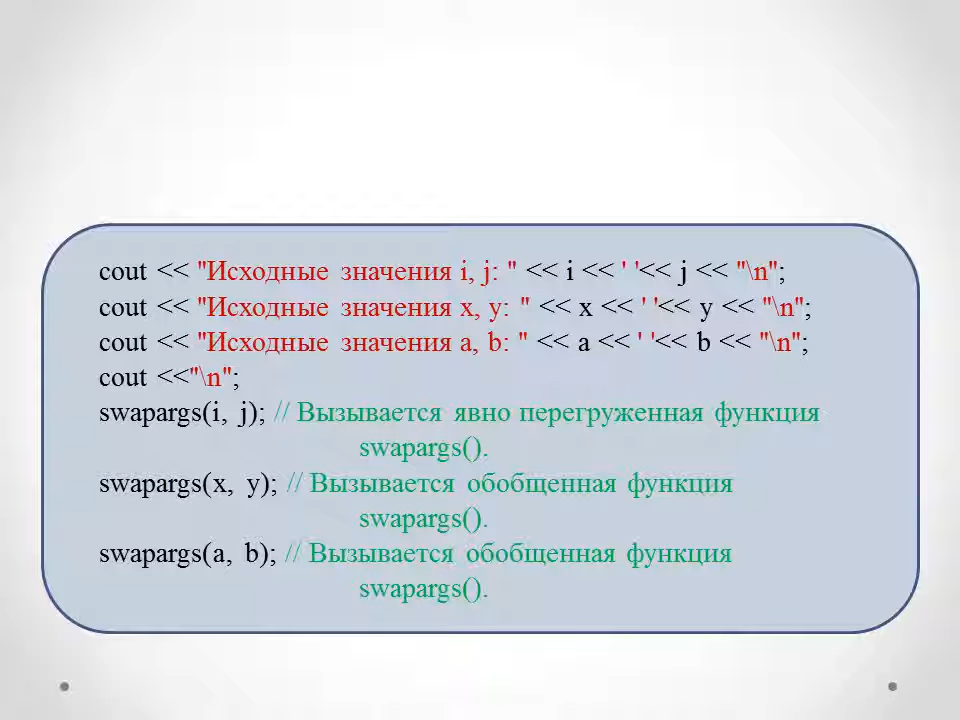 cout << "Исходные значения i, j: " << i << ' '<< j << "\n";
cout << "Исходные значения x, y: " << x << ' '<< y << "\n";
cout << "Исходные значения a, b: " << a << ' '<< b << "\n";
cout <<"\n";
swapargs(i, j); // Вызывается явно перегруженная функция
swapargs().
swapargs(x, y); // Вызывается обобщенная функция
swapargs().
swapargs(a, b); // Вызывается обобщенная функция
swapargs().